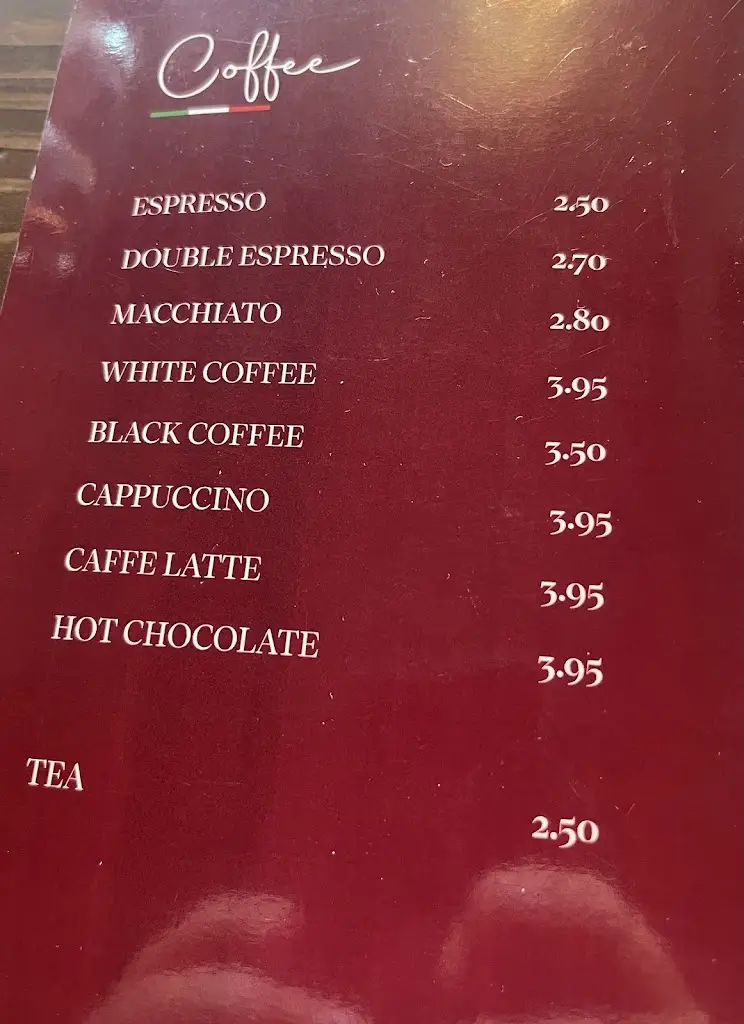 Coffee
ESPRESSO 2.50
DOUBLE ESPRESSO 2.70
MACCHIATO 2.80
WHITE COFFEE 3.95
BLACK COFFEE 3.50
CAPPUCCINO 3.95
CAFFE LATTE 3.95
HOT CHOCOLATE 3.95
TEA 2.50